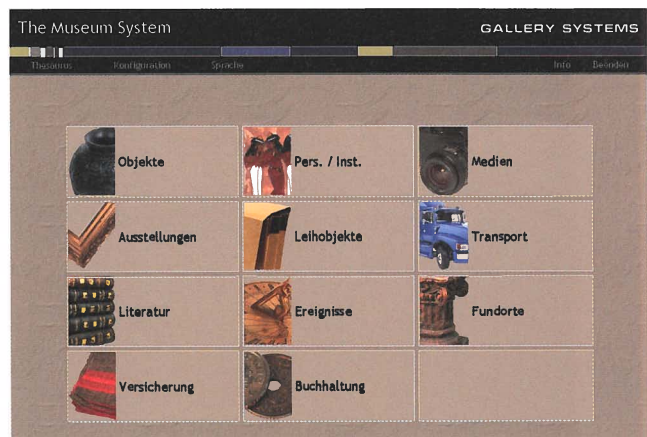 The Museum System
GALLERY SYSTEMS
Thesaurus Konfiguration Sprache Info Beenden
Objekte Pers. / Inst. Medien
Ausstellungen Leihobjekte Transport
Literatur Ereignisse Fundorte
Versicherung Buchhaltung